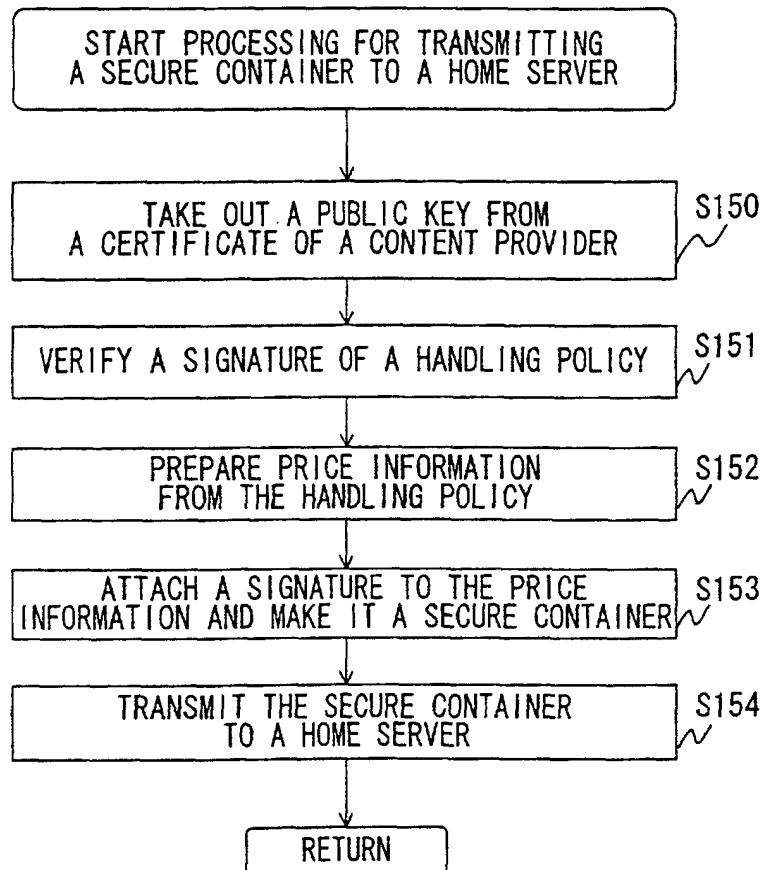 START PROCESSING FOR TRANSMITTING
A SECURE CONTAINER TO A HOME SERVER
TAKE OUT A PUBLIC KEY FROM
A CERTIFICATE OF A CONTENT PROVIDER
S150
VERIFY A SIGNATURE OF A HANDLING POLICY
S151
PREPARE PRICE INFORMATION
FROM THE HANDLING POLICY
S152
ATTACH A SIGNATURE TO THE PRICE
INFORMATION AND MAKE IT A SECURE CONTAINER
S153
TRANSMIT THE SECURE CONTAINER
TO A HOME SERVER
S154
RETURN